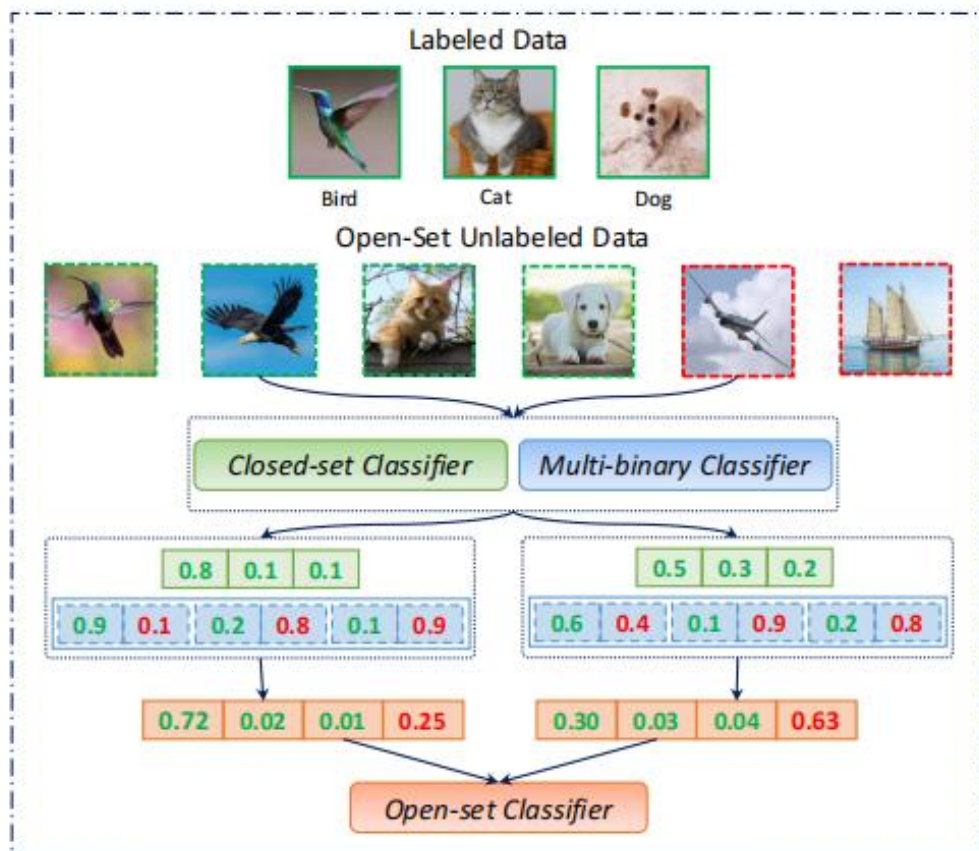 Labeled Data
Bird Cat Dog
Open-Set Unlabeled Data
Closed-set Classifier Multi-binary Classifier
0.8 0.1 0.1 0.5 0.3 0.2
0.9 0.1 0.2 0.8 0.1 0.9 0.6 0.4 0.1 0.9 0.2 0.8
0.72 0.02 0.01 0.25 0.30 0.03 0.04 0.63
Open-set Classifier